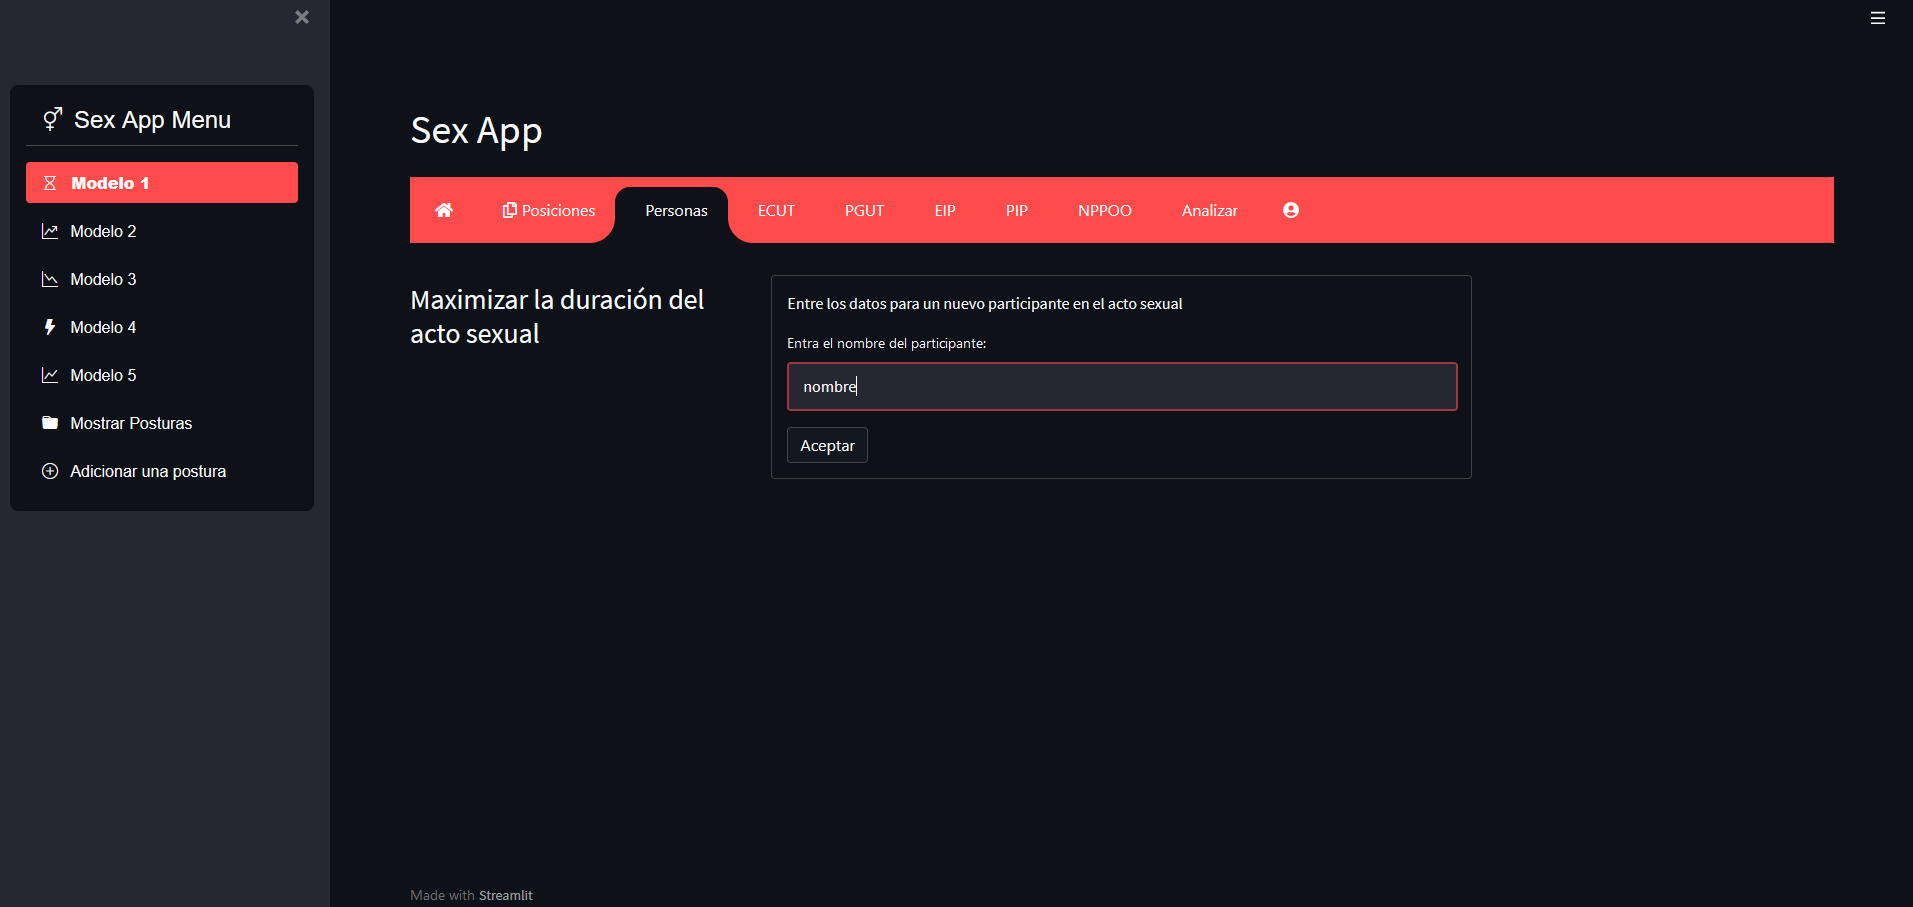 Sex App Menu
Modelo 1
Modelo 2
Modelo 3
Modelo 4
Modelo 5
Mostrar Posturas
Adicionar una postura
Sex App
Posiciones Personas ECUT PGUT EIP PIP NPPOO Analizar
Maximizar la duración del
acto sexual
Entre los datos para un nuevo participante en el acto sexual
Entra el nombre del participante:
nombre
Aceptar
Made with Streamlit